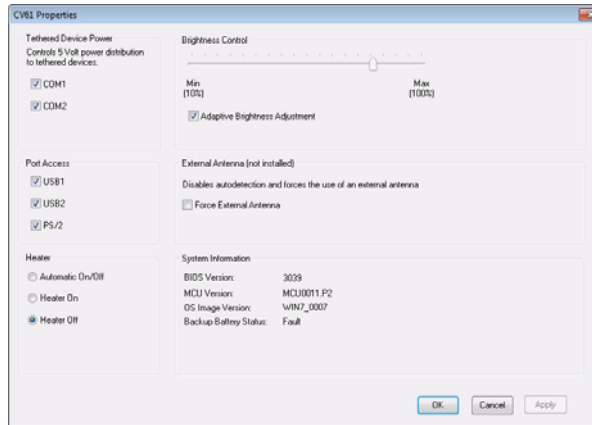 CV61 Properties
Tethered Device Power
Controls 5 Volt power distribution
to tethered devices.
COM1
COM2
Brightness Control
Min
(10%)
Max
(100%)
Adaptive Brightness Adjustment
Port Access
USB1
USB2
PS/2
External Antenna (not installed)
Disables autodetection and forces the use of an external antenna
Force External Antenna
Heater
Automatic On/Off
Heater On
Heater Off
System Information
BIOS Version: 3039
MCU Version: MCU0011.P2
OS Image Version: WIN7_0007
Backup Battery Status: Fault
OK Cancel Apply